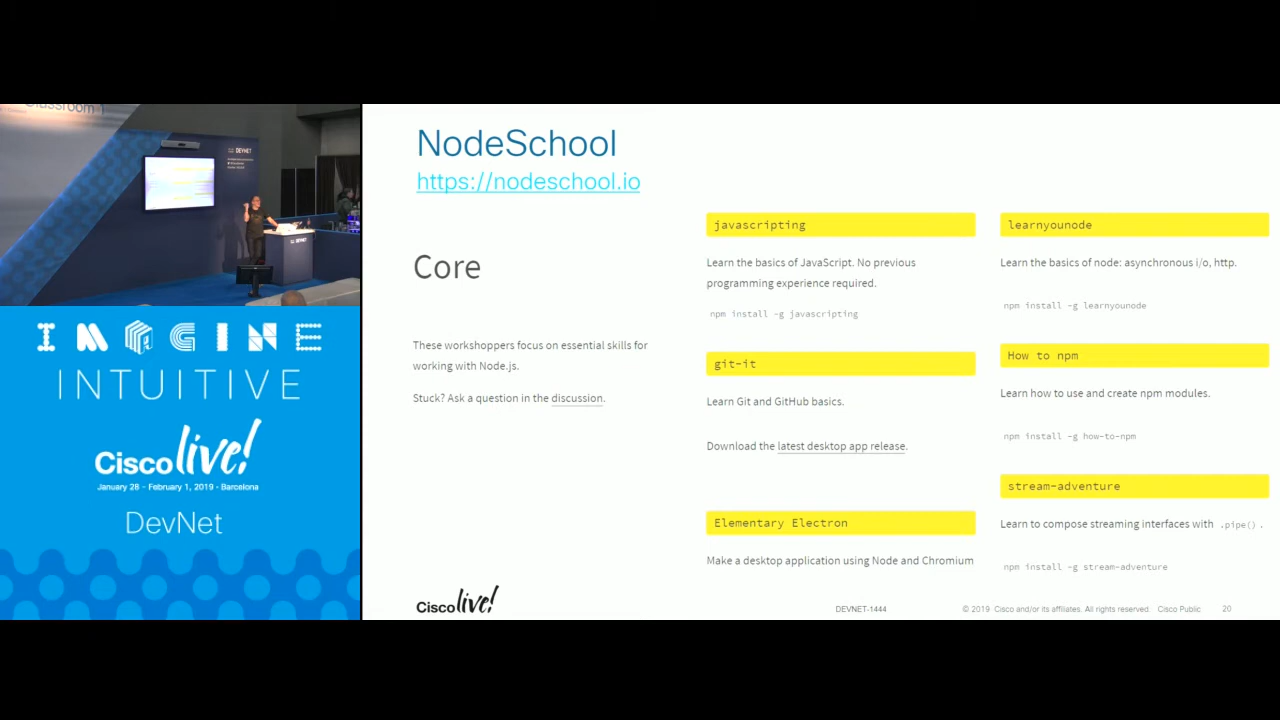 Classroom 1
DEVNET
DEVNET
IMAGINE
INTUITIVE
Cisco live!
January 28 - February 1, 2019 · Barcelona
DevNet
NodeSchool
https://nodeschool.io
Core
These workshoppers focus on essential skills for
working with Node.js.
Stuck? Ask a question in the discussion.
javascripting
Learn the basics of JavaScript. No previous
programming experience required.
npm install -g javascripting
git-it
Learn Git and GitHub basics.
Download the latest desktop app release.
Elementary Electron
Make a desktop application using Node and Chromium
learnyounode
Learn the basics of node: asynchronous i/o, http.
npm install -g learnyounode
How to npm
Learn how to use and create npm modules.
npm install -g how-to-npm
stream-adventure
Learn to compose streaming interfaces with .pipe() .
npm install -g stream-adventure
Cisco live!
DEVNET-1444
© 2019 Cisco and/or its affiliates. All rights reserved. Cisco Public
20